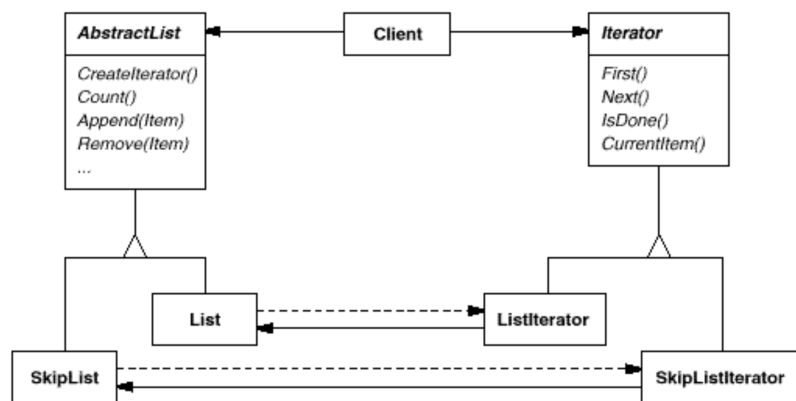 AbstractList
CreateIterator()
Count()
Append(Item)
Remove(Item)
...
Client
Iterator
First()
Next()
IsDone()
CurrentItem()
List
ListIterator
SkipList
SkipListIterator